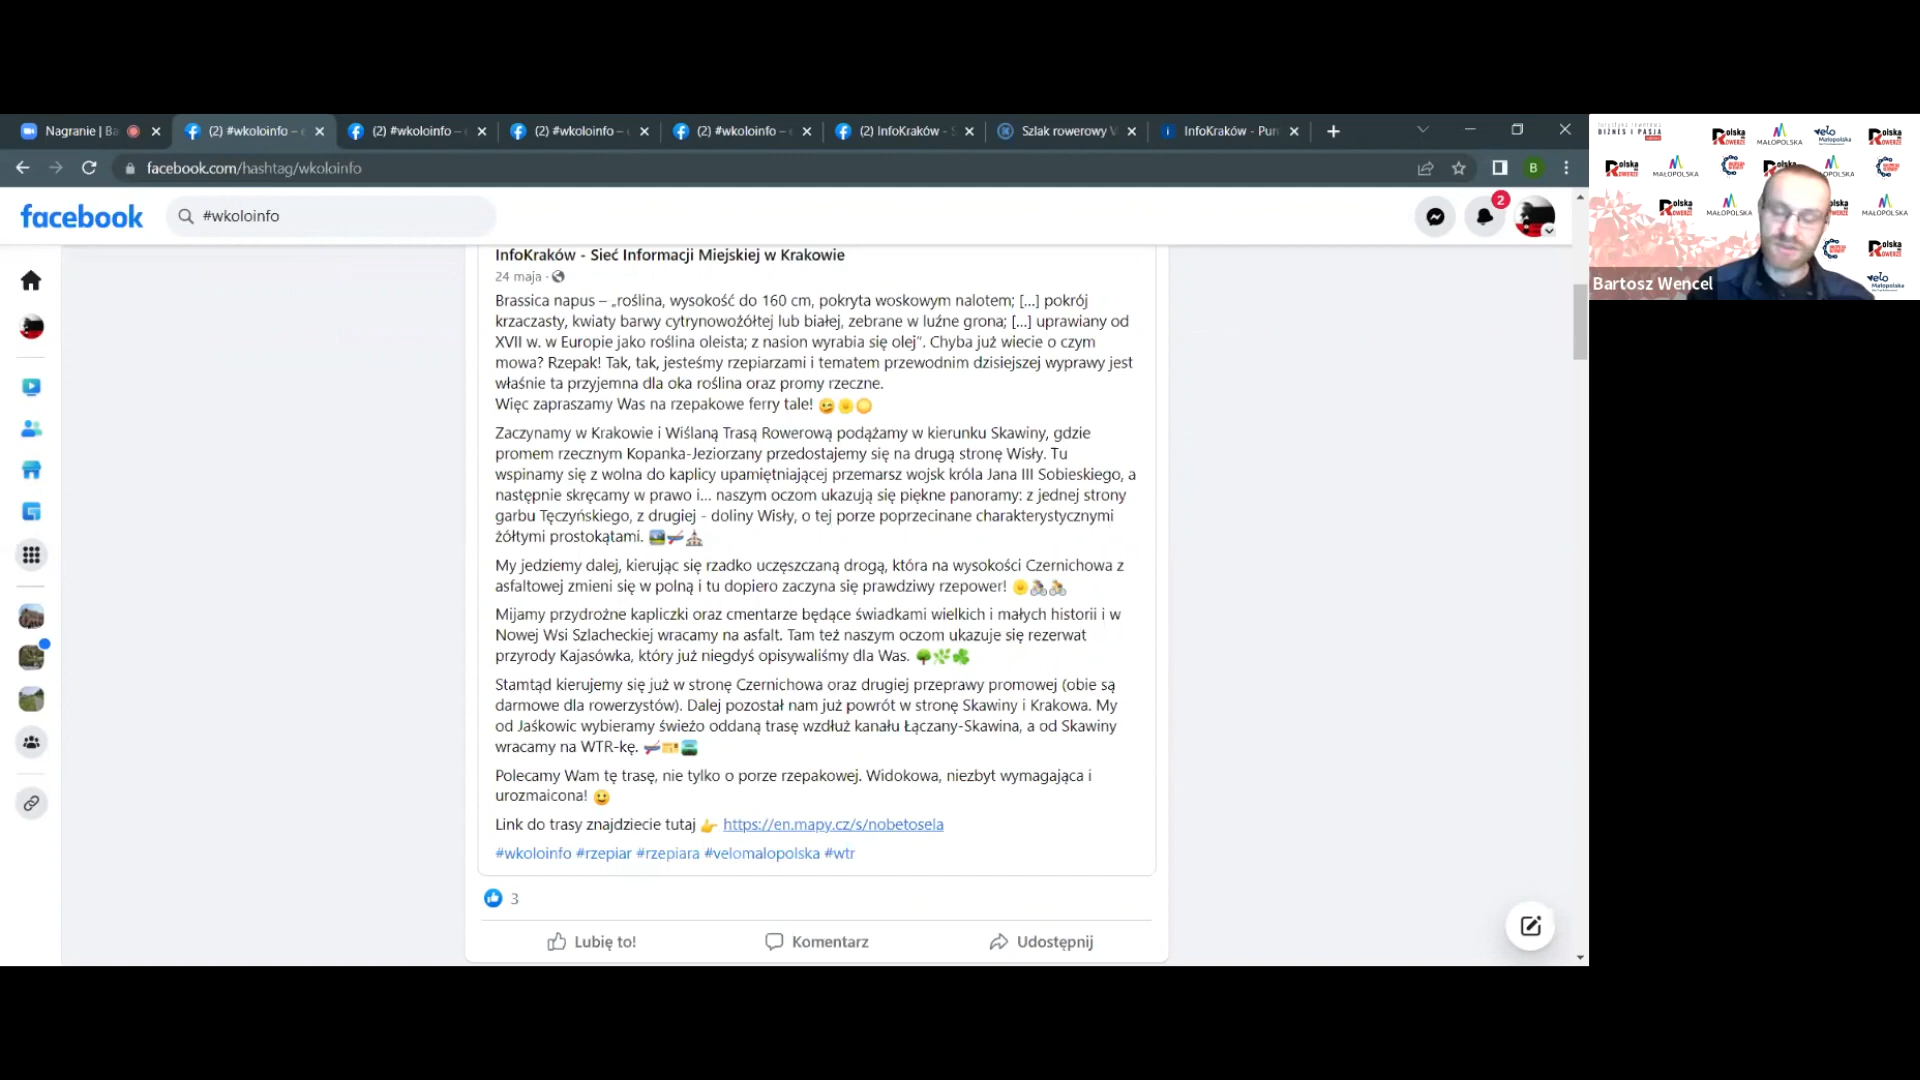 Nagranie | Ba
(2) #wkoloinfo –
(2) #wkoloinfo –
(2) #wkoloinfo –
(2) #wkoloinfo –
(2) InfoKraków -
Szlak rowerowy
InfoKraków - Pun
facebook.com/hashtag/wkoloinfo
B
facebook
#wkoloinfo
2
InfoKraków - Sieć Informacji Miejskiej w Krakowie
24 maja ·
Brassica napus – „roślina, wysokość do 160 cm, pokryta woskowym nalotem; [...] pokrój
krzaczasty, kwiaty barwy cytrynowożółtej lub białej, zebrane w luźne grona; [...] uprawiany od
XVII w. w Europie jako roślina oleista; z nasion wyrabia się olej”. Chyba już wiecie o czym
mowa? Rzepak! Tak, tak, jesteśmy rzepiarzami i tematem przewodnim dzisiejszej wyprawy jest
właśnie ta przyjemna dla oka roślina oraz promy rzeczne.
Więc zapraszamy Was na rzepakowe ferry tale! 😜🌼🌕
Zaczynamy w Krakowie i Wiślaną Trasą Rowerową podążamy w kierunku Skawiny, gdzie
promem rzecznym Kopanka-Jeziorzany przedostajemy się na drugą stronę Wisły. Tu
wspinamy się z wolna do kaplicy upamiętniającej przemarsz wojsk króla Jana III Sobieskiego, a
następnie skręcamy w prawo i... naszym oczom ukazują się piękne panoramy: z jednej strony
garbu Tęczyńskiego, z drugiej - doliny Wisły, o tej porze poprzecinane charakterystycznymi
żółtymi prostokątami.
My jedziemy dalej, kierując się rzadko uczęszczaną drogą, która na wysokości Czernichowa z
asfaltowej zmieni się w polną i tu dopiero zaczyna się prawdziwy rzepower!
Mijamy przydrożne kapliczki oraz cmentarze będące świadkami wielkich i małych historii i w
Nowej Wsi Szlacheckiej wracamy na asfalt. Tam też naszym oczom ukazuje się rezerwat
przyrody Kajasówka, który już niegdyś opisywaliśmy dla Was. 🌳🌿☘️
Stamtąd kierujemy się już w stronę Czernichowa oraz drugiej przeprawy promowej (obie są
darmowe dla rowerzystów). Dalej pozostał nam już powrót w stronę Skawiny i Krakowa. My
od Jaśkowic wybieramy świeżo oddaną trasę wzdłuż kanału Łączany-Skawina, a od Skawiny
wracamy na WTR-kę.
Polecamy Wam tę trasę, nie tylko o porze rzepakowej. Widokowa, niezbyt wymagająca i
urozmaicona! 😀
Link do trasy znajdziecie tutaj 👉 https://en.mapy.cz/s/nobetosela
#wkoloinfo #rzepiar #rzepiara #velomalopolska #wtr
3
Lubię to!
Komentarz
Udostępnij
BIZNES I PASJA
Polska
MAŁOPOLSKA
velo
Małopolska
Bartosz Wencel